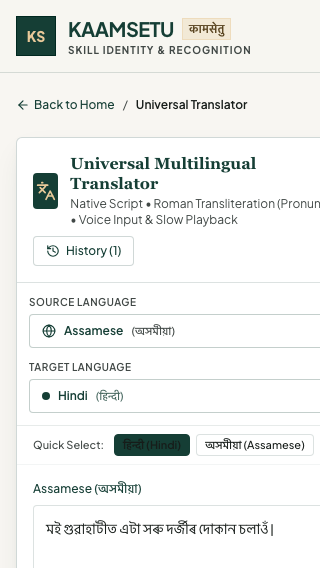 KS
KAAMSETU कामसेतु
SKILL IDENTITY & RECOGNITION
← Back to Home / Universal Translator
Universal Multilingual
Translator
Native Script • Roman Transliteration (Pronun
• Voice Input & Slow Playback
History (1)
SOURCE LANGUAGE
Assamese (অসমীয়া)
TARGET LANGUAGE
Hindi (हिन्दी)
Quick Select: हिन्दी (Hindi) অসমীয়া (Assamese)
Assamese (অসমীয়া)
মই গুৱাহাটীত এটা সৰু দৰ্জীৰ দোকান চলাওঁ|